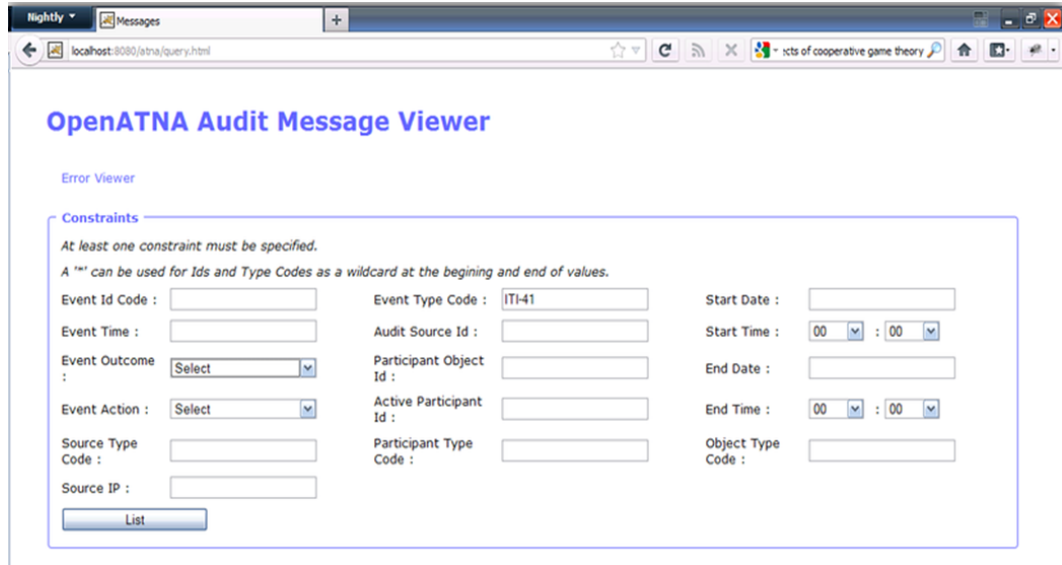 Nightly
Messages
+
localhost:8080/atna/query.html
:cts of cooperative game theory
OpenATNA Audit Message Viewer
Error Viewer
Constraints
At least one constraint must be specified.
A '*' can be used for Ids and Type Codes as a wildcard at the begining and end of values.
Event Id Code :
Event Type Code : ITI-41
Start Date :
Event Time :
Audit Source Id :
Start Time : 00 : 00
Event Outcome
: Select
Participant Object
Id :
End Date :
Event Action : Select
Active Participant
Id :
End Time : 00 : 00
Source Type
Code :
Participant Type
Code :
Object Type
Code :
Source IP :
List